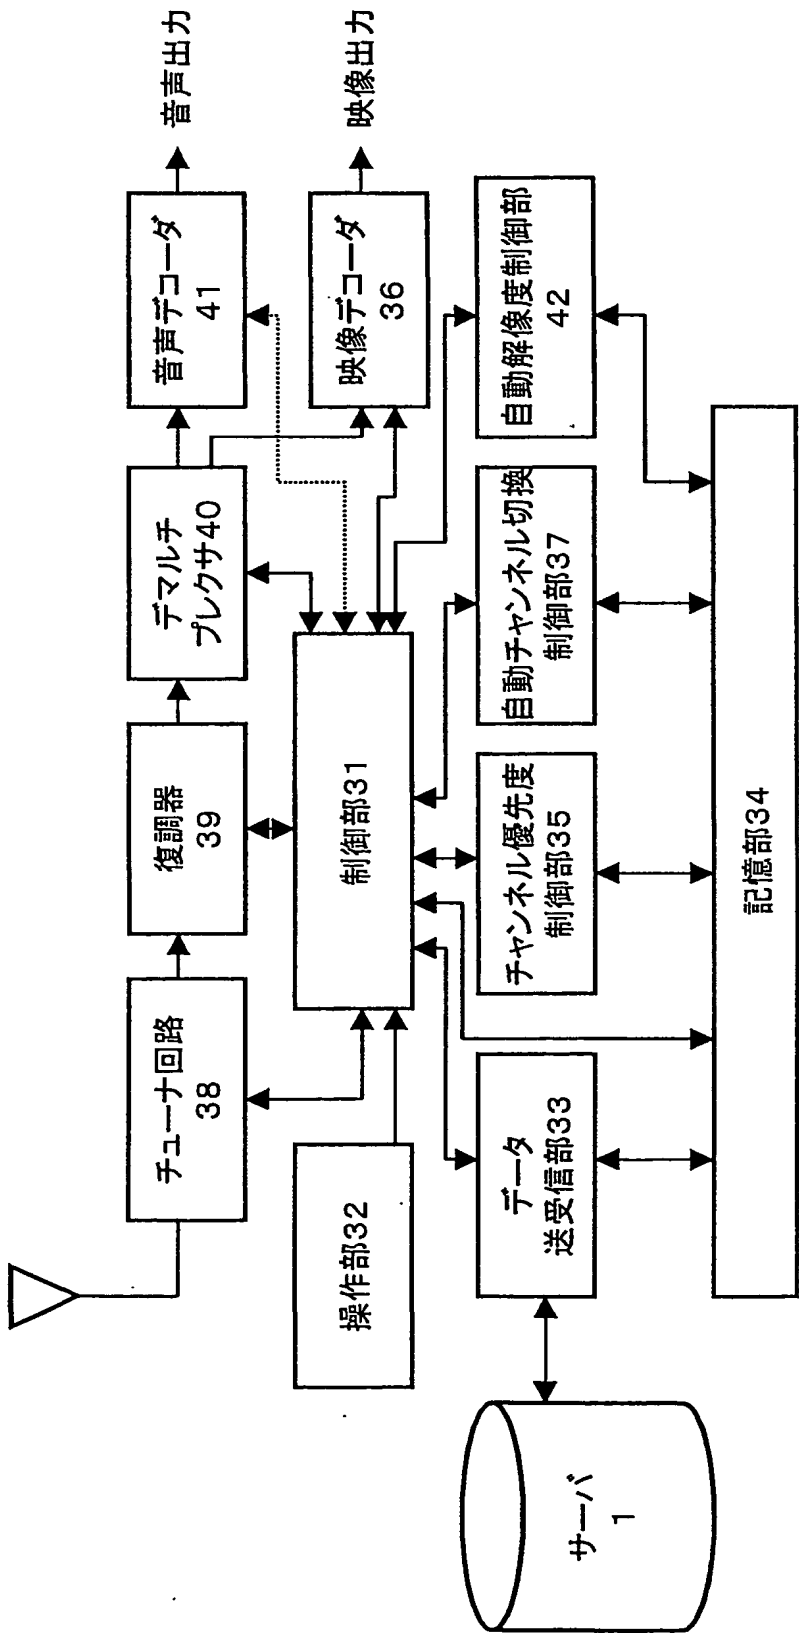 チューナ回路
38
復調器
39
デマルチ
プレクサ40
音声デコーダ
41
音声出力
操作部32
制御部31
映像デコーダ
36
映像出力
サーバ
1
データ
送受信部33
チャンネル優先度
制御部35
自動チャンネル切換
制御部37
自動解像度制御部
42
記憶部34